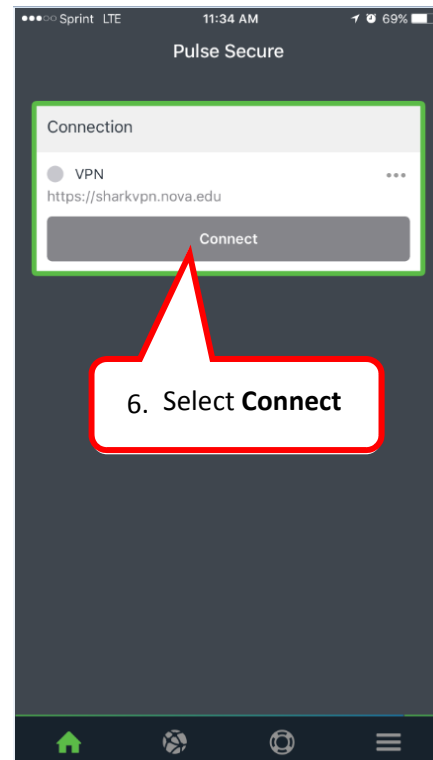 ●●●○○ Sprint LTE 11:34 AM 69%
Pulse Secure
Connection
VPN
https://sharkvpn.nova.edu
Connect
6. Select Connect